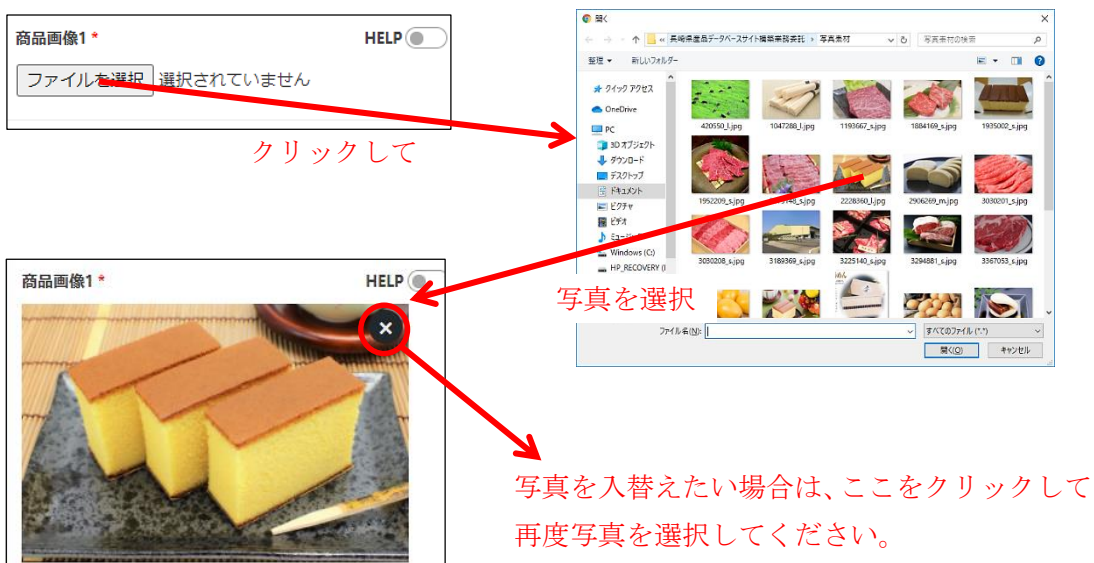 商品画像1 *
HELP
ファイルを選択 選択されていません
クリックして
開く
« 長崎県産品データベースサイト構築業務委託 › 写真素材
写真素材の検索
整理 ▾ 新しいフォルダー
クイック アクセス
OneDrive
PC
3D オブジェクト
ダウンロード
デスクトップ
ドキュメント
ピクチャ
ビデオ
Windows (C:)
HP_RECOVERY (
420550_l.jpg
1047288_l.jpg
1193667_s.jpg
1884169_s.jpg
1935002_s.jpg
1952209_s.jpg
2228360_l.jpg
2906269_m.jpg
3030201_s.jpg
3030208_s.jpg
3189369_s.jpg
3225140_s.jpg
3294881_s.jpg
3367053_s.jpg
写真を選択
ファイル名(N):
すべてのファイル (*.*)
開く(O)
キャンセル
商品画像1 *
HELP
写真を入替えたい場合は、ここをクリックして
再度写真を選択してください。